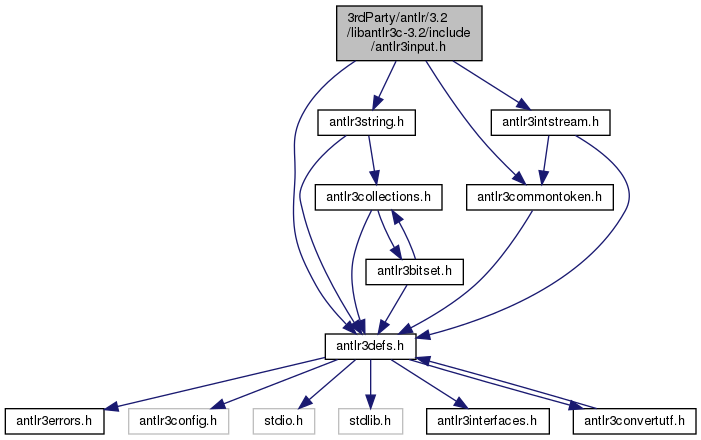 3rdParty/antlr/3.2
/libantlr3c-3.2/include
/antlr3input.h
antlr3string.h
antlr3intstream.h
antlr3collections.h
antlr3commontoken.h
antlr3bitset.h
antlr3defs.h
antlr3errors.h
antlr3config.h
stdio.h
stdlib.h
antlr3interfaces.h
antlr3convertutf.h